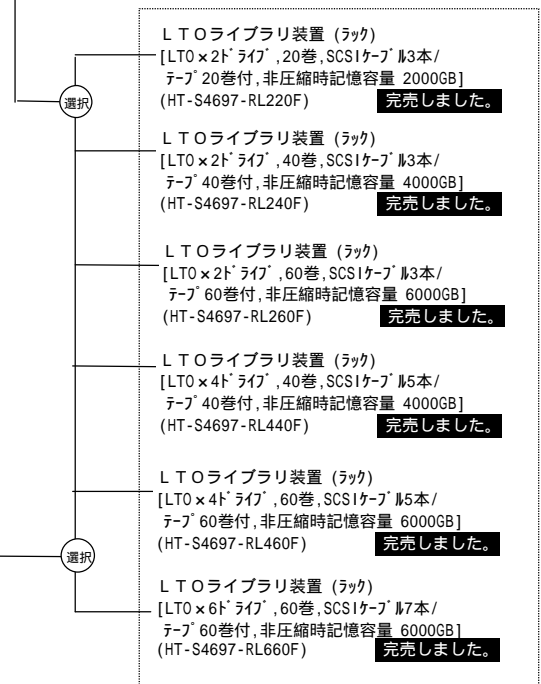 LTOライブラリ装置 (ﾗｯｸ)
[LTO×2ﾄﾞﾗｲﾌﾞ,20巻,SCSIｹｰﾌﾞﾙ3本/
ﾃｰﾌﾟ20巻付,非圧縮時記憶容量 2000GB]
(HT-S4697-RL220F) 完売しました。
選択
LTOライブラリ装置 (ﾗｯｸ)
[LTO×2ﾄﾞﾗｲﾌﾞ,40巻,SCSIｹｰﾌﾞﾙ3本/
ﾃｰﾌﾟ40巻付,非圧縮時記憶容量 4000GB]
(HT-S4697-RL240F) 完売しました。
LTOライブラリ装置 (ﾗｯｸ)
[LTO×2ﾄﾞﾗｲﾌﾞ,60巻,SCSIｹｰﾌﾞﾙ3本/
ﾃｰﾌﾟ60巻付,非圧縮時記憶容量 6000GB]
(HT-S4697-RL260F) 完売しました。
LTOライブラリ装置 (ﾗｯｸ)
[LTO×4ﾄﾞﾗｲﾌﾞ,40巻,SCSIｹｰﾌﾞﾙ5本/
ﾃｰﾌﾟ40巻付,非圧縮時記憶容量 4000GB]
(HT-S4697-RL440F) 完売しました。
LTOライブラリ装置 (ﾗｯｸ)
[LTO×4ﾄﾞﾗｲﾌﾞ,60巻,SCSIｹｰﾌﾞﾙ5本/
ﾃｰﾌﾟ60巻付,非圧縮時記憶容量 6000GB]
(HT-S4697-RL460F) 完売しました。
選択
LTOライブラリ装置 (ﾗｯｸ)
[LTO×6ﾄﾞﾗｲﾌﾞ,60巻,SCSIｹｰﾌﾞﾙ7本/
ﾃｰﾌﾟ60巻付,非圧縮時記憶容量 6000GB]
(HT-S4697-RL660F) 完売しました。